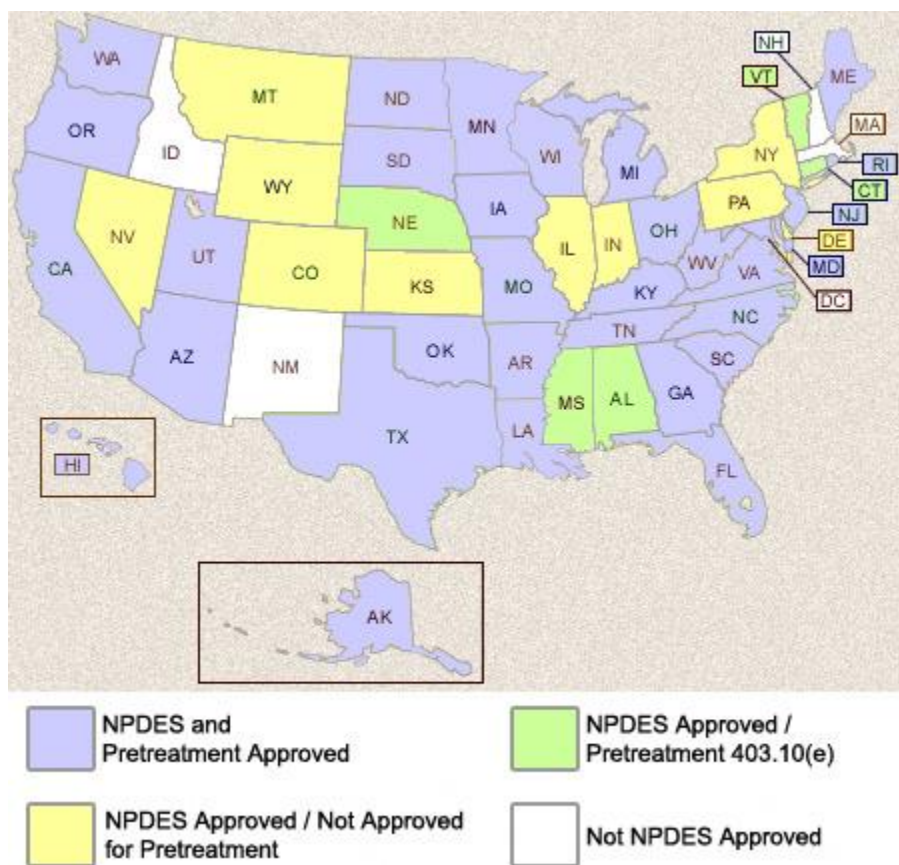 NH
VT
WA
ME
MT
ND
MN
OR
MA
ID
SD
WI
NY
RI
WY
MI
CT
IA
PA
NJ
NE
NV
OH
DE
IL
IN
UT
CA
CO
WV
MD
VA
KS
MO
KY
DC
NC
TN
OK
AZ
AR
NM
SC
MS
AL
GA
TX
LA
HI
FL
AK
NPDES and
Pretreatment Approved
NPDES Approved /
Pretreatment 403.10(e)
NPDES Approved / Not Approved
for Pretreatment
Not NPDES Approved